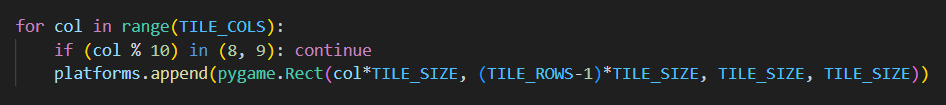 for col in range(TILE_COLS):
    if (col % 10) in (8, 9): continue
    platforms.append(pygame.Rect(col*TILE_SIZE, (TILE_ROWS-1)*TILE_SIZE, TILE_SIZE, TILE_SIZE))